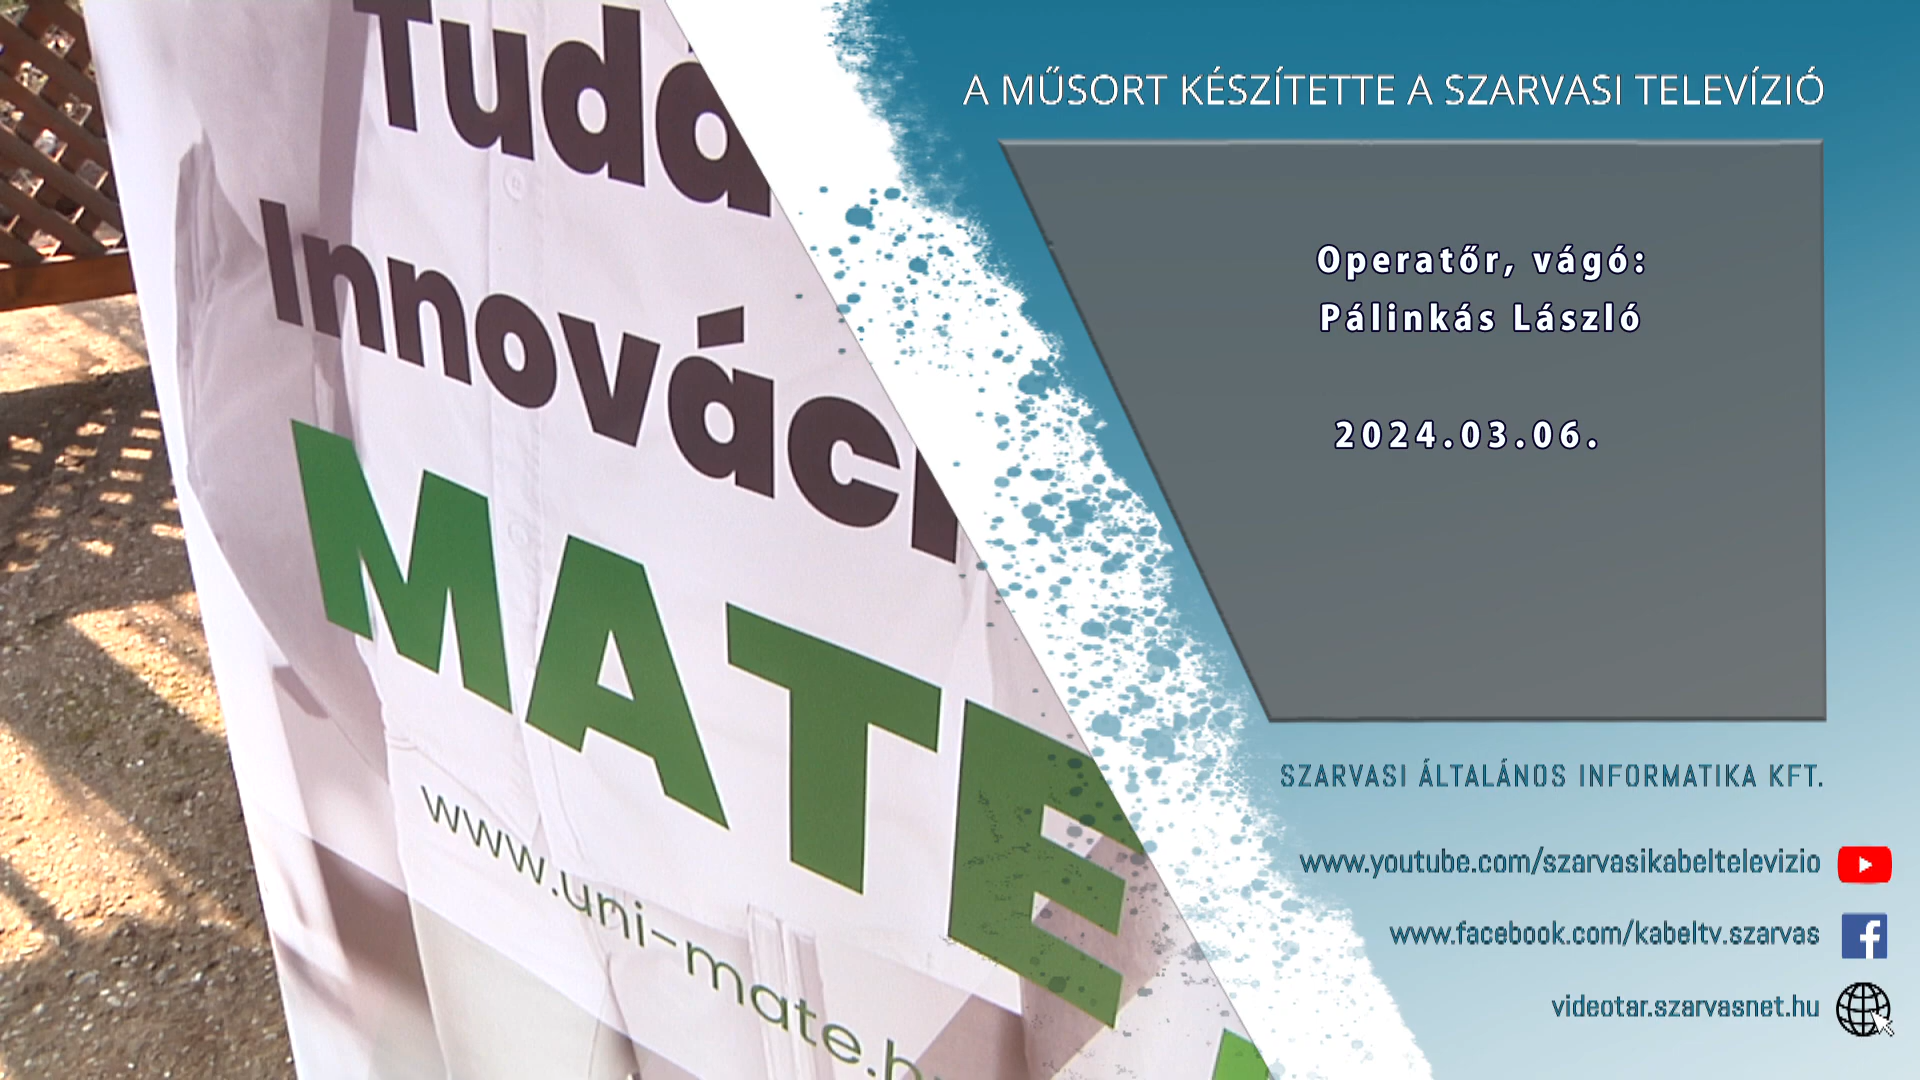 Innováci
MATE
www.uni-mate.hu
A MŰSORT KÉSZÍTETTE A SZARVASI TELEVÍZIÓ
Operatőr, vágó:
Pálinkás László
2024.03.06.
SZARVASI ÁLTALÁNOS INFORMATIKA KFT.
www.youtube.com/szarvasikabeltelevizio
www.facebook.com/kabeltv.szarvas
videotar.szarvasnet.hu